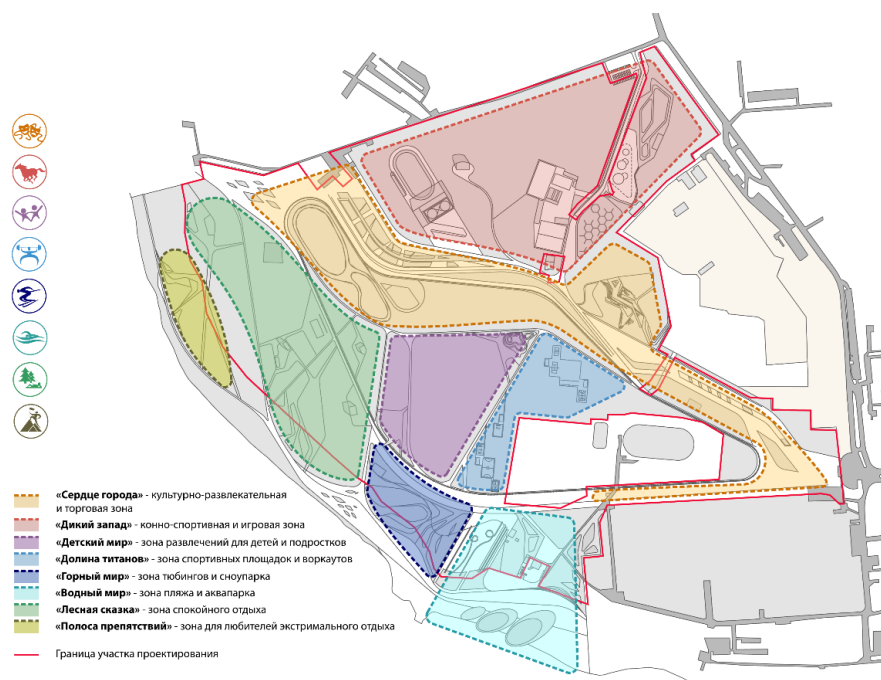 «Сердце города» - культурно-развлекательная
и торговая зона
«Дикий запад» - конно-спортивная и игровая зона
«Детский мир» - зона развлечений для детей и подростков
«Долина титанов» - зона спортивных площадок и воркаутов
«Горный мир» - зона тюбингов и сноупарка
«Водный мир» - зона пляжа и аквапарка
«Лесная сказка» - зона спокойного отдыха
«Полоса препятствий» - зона для любителей экстримального отдыха
Граница участка проектирования